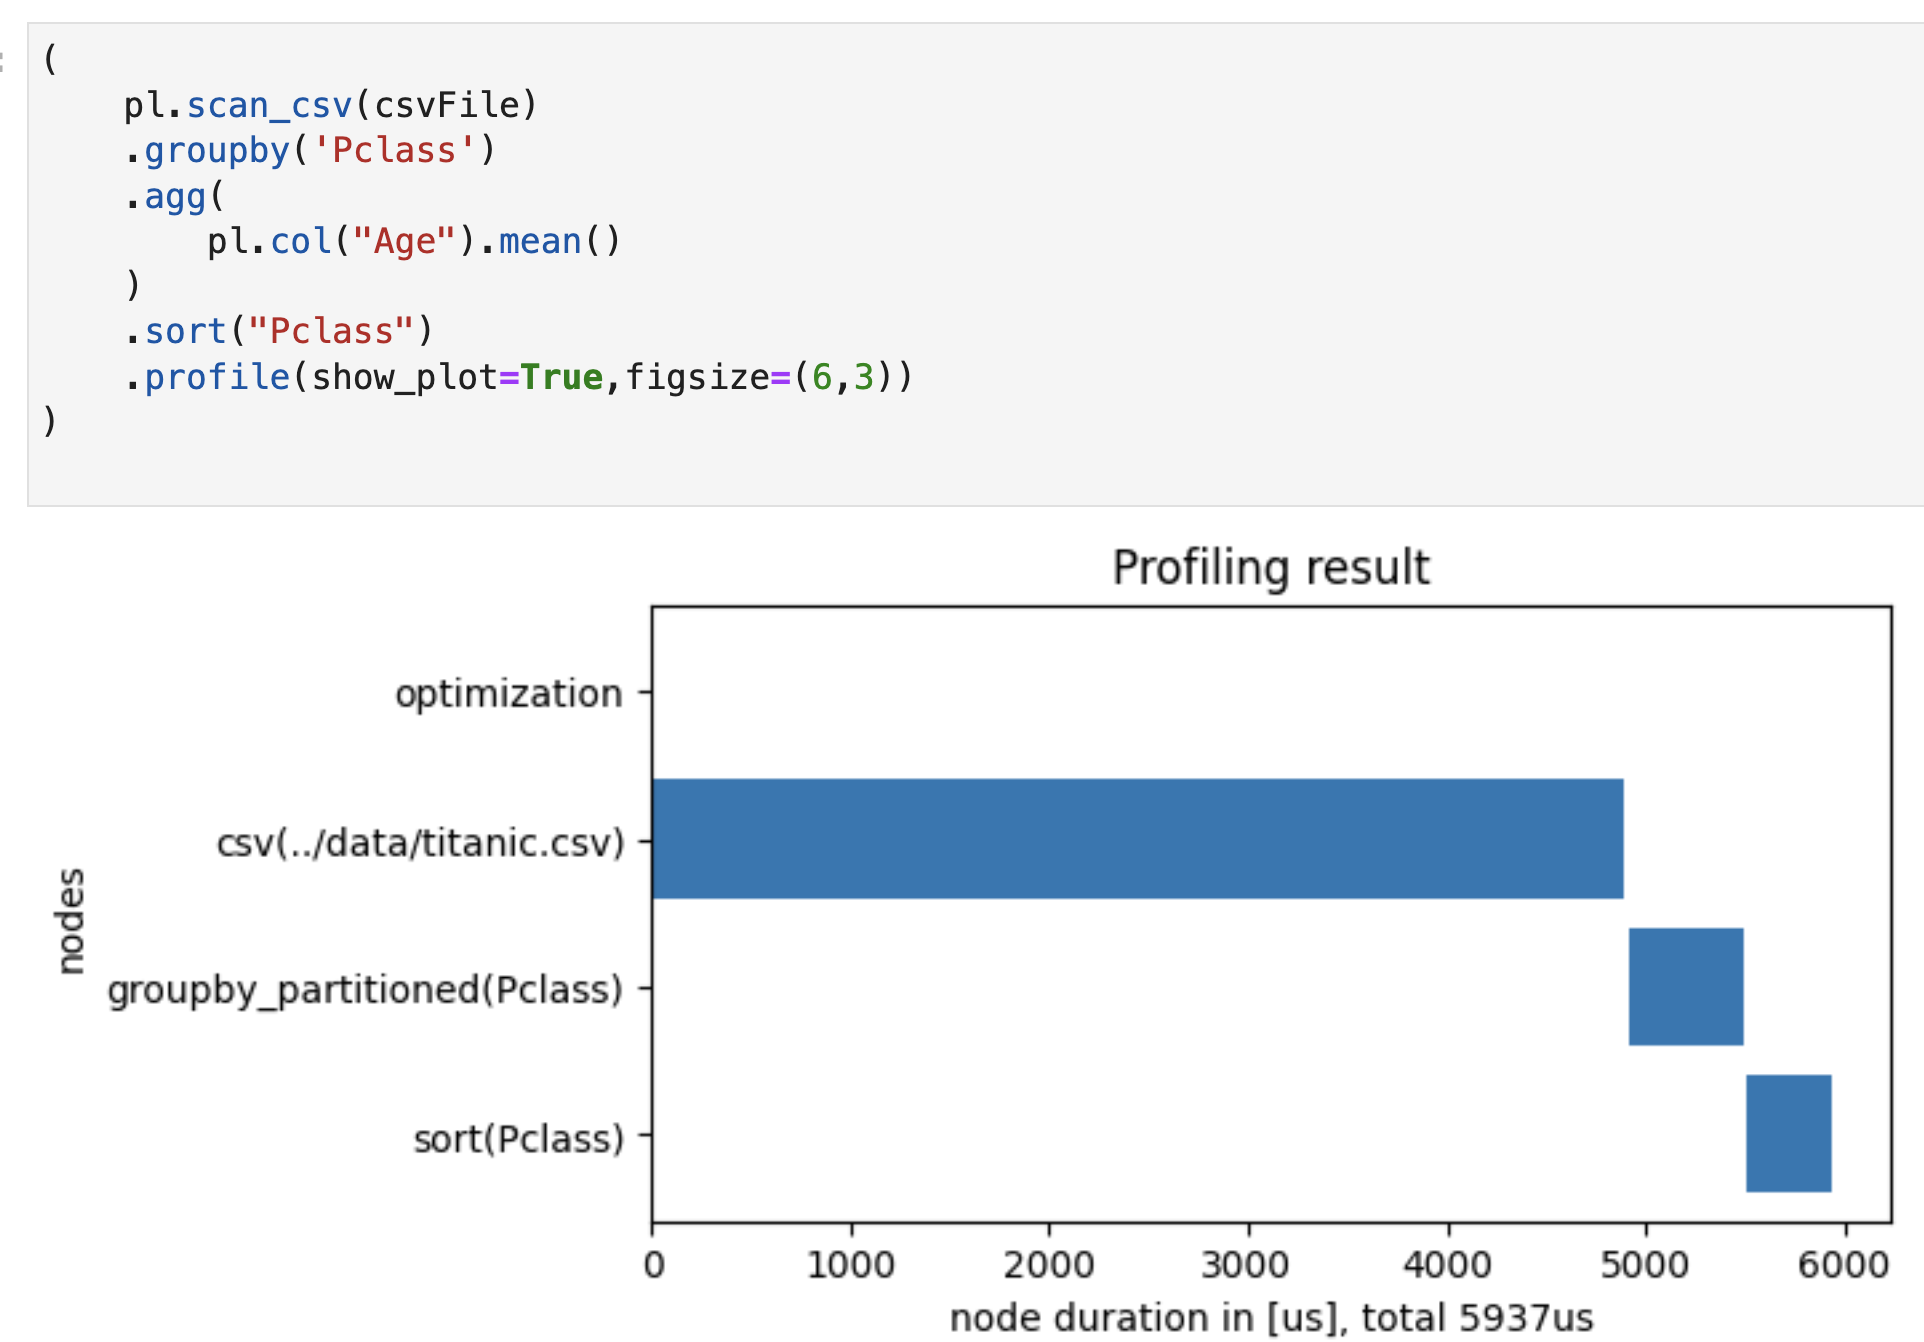 :
(
    pl.scan_csv(csvFile)
    .groupby('Pclass')
    .agg(
        pl.col("Age").mean()
    )
    .sort("Pclass")
    .profile(show_plot=True,figsize=(6,3))
)
Profiling result
optimization
csv(../data/titanic.csv)
groupby_partitioned(Pclass)
sort(Pclass)
nodes
0 1000 2000 3000 4000 5000 6000
node duration in [us], total 5937us